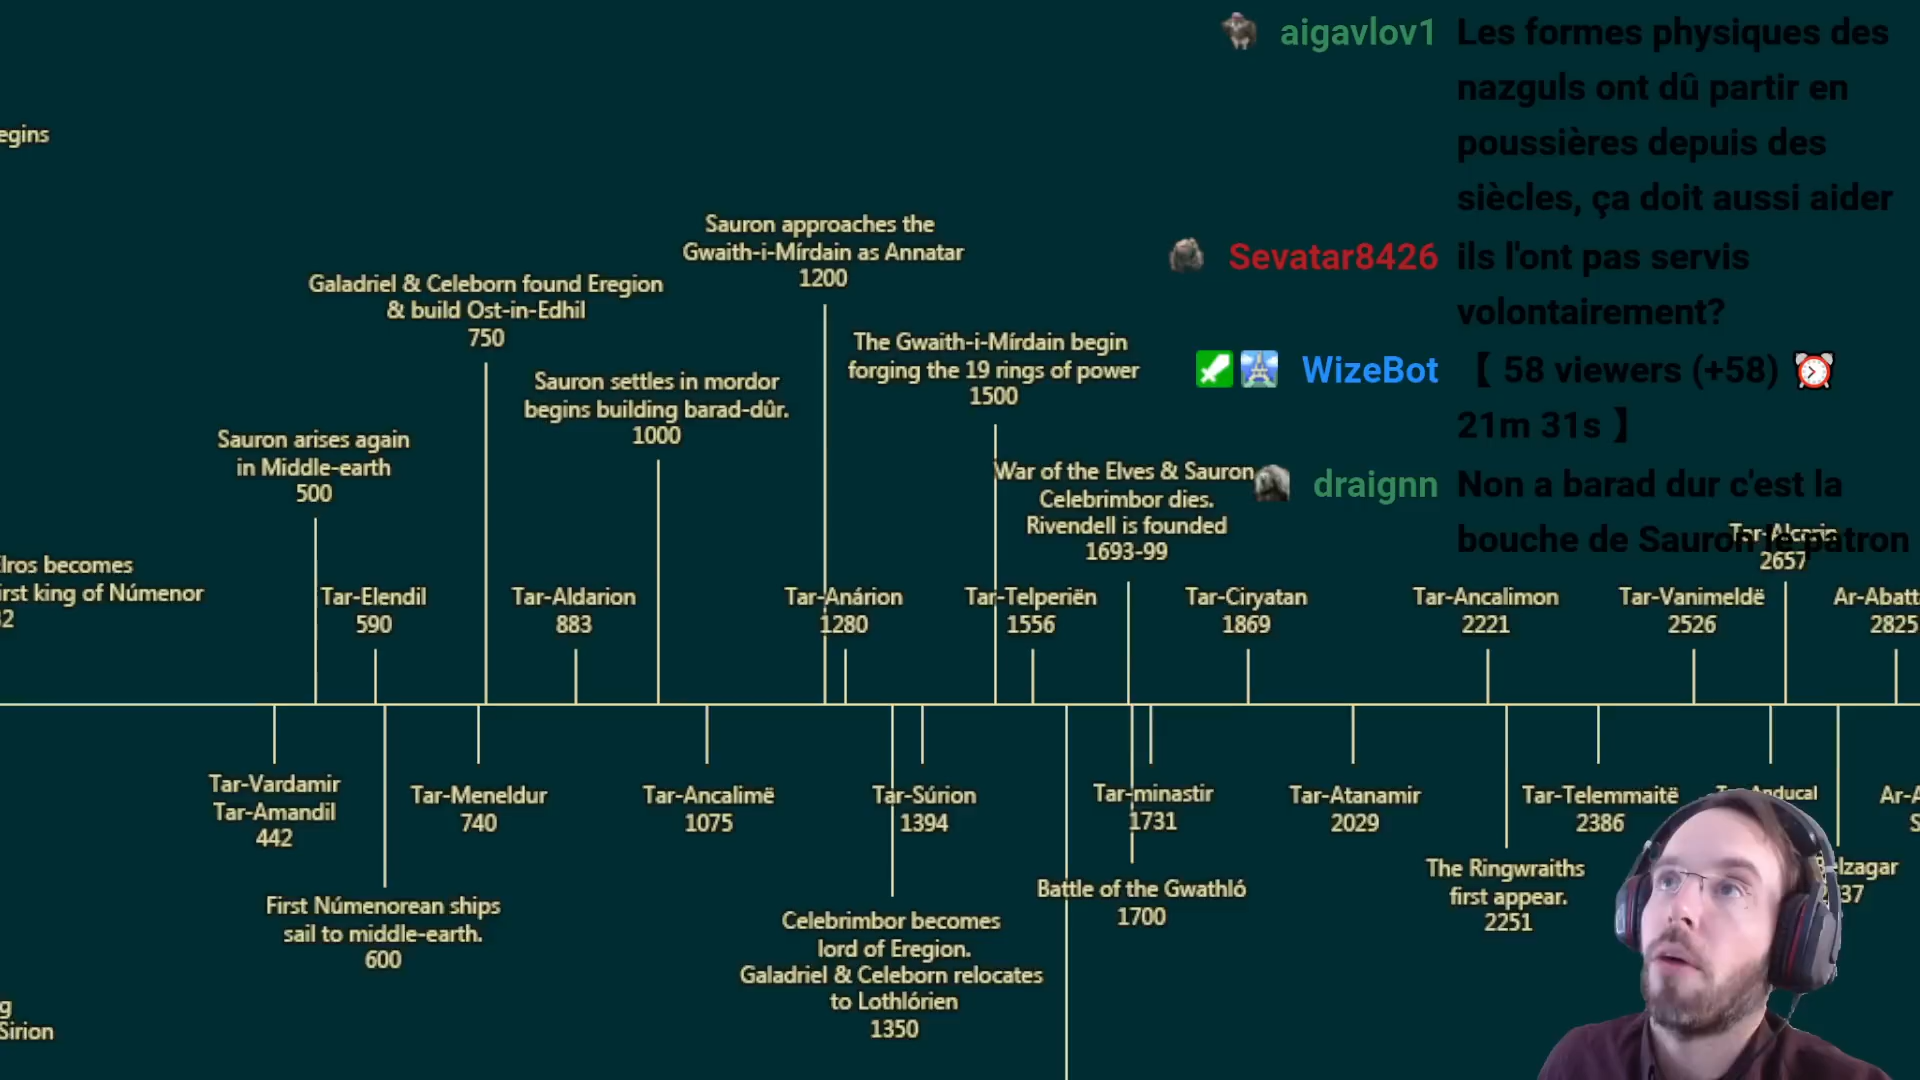 aigavlov1 Les formes physiques des
nazguls ont dû partir en
poussières depuis des
siècles, ça doit aussi aider
Sevatar8426 ils l'ont pas servis
volontairement?
WizeBot 【 58 viewers (+58) ⏰
21m 31s 】
draignn Non a barad dur c'est la
bouche de Sauron le patron
egins
Sauron approaches the
Gwaith-i-Mírdain as Annatar
1200
Galadriel & Celeborn found Eregion
& build Ost-in-Edhil
750
The Gwaith-i-Mírdain begin
forging the 19 rings of power
1500
Sauron settles in mordor
begins building barad-dûr.
1000
Sauron arises again
in Middle-earth
500
War of the Elves & Sauron
Celebrimbor dies.
Rivendell is founded
1693-99
Tar-Alcarin
2657
lros becomes
irst king of Númenor
2
Tar-Elendil
590
Tar-Aldarion
883
Tar-Anárion
1280
Tar-Telperiën
1556
Tar-Ciryatan
1869
Tar-Ancalimon
2221
Tar-Vanimeldë
2526
Ar-Abatt
2825
Tar-Vardamir
Tar-Amandil
442
Tar-Meneldur
740
Tar-Ancalimë
1075
Tar-Súrion
1394
Tar-minastir
1731
Tar-Atanamir
2029
Tar-Telemmaitë
2386
Ar-A
S
First Númenorean ships
sail to middle-earth.
600
Celebrimbor becomes
lord of Eregion.
Galadriel & Celeborn relocates
to Lothlórien
1350
Battle of the Gwathló
1700
The Ringwraiths
first appear.
2251
lzagar
37
g
Sirion